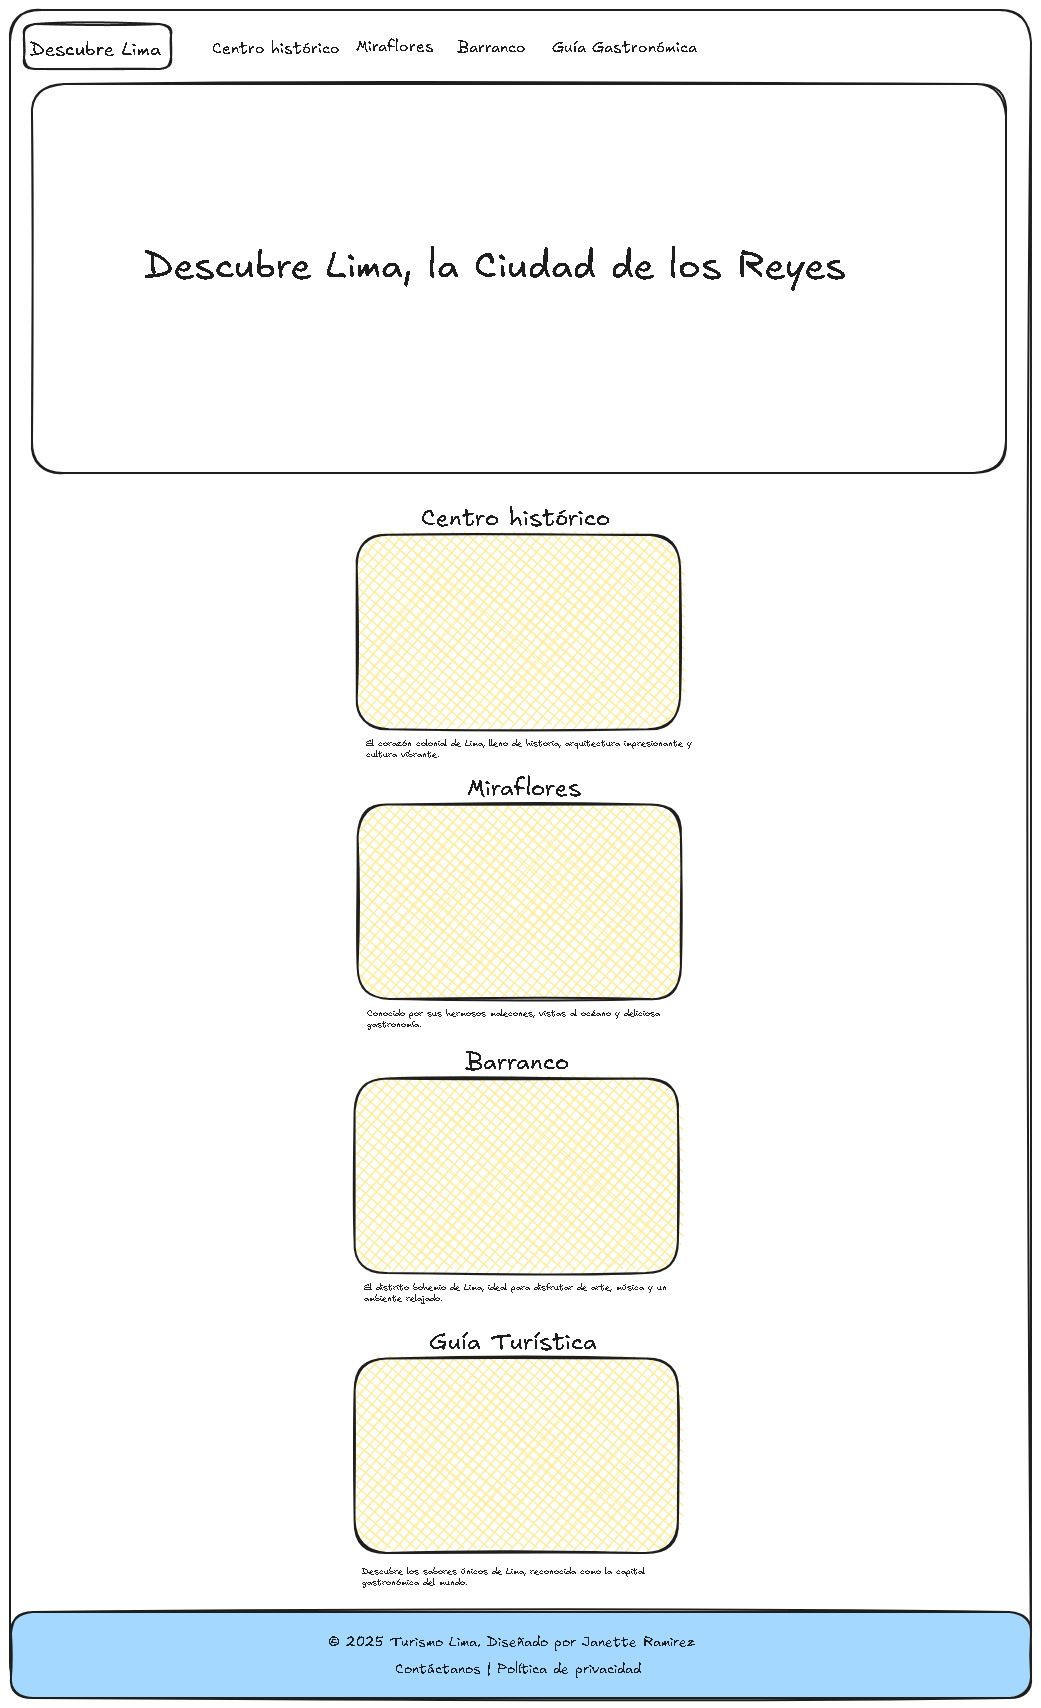 Descubre Lima
Centro histórico
Miraflores
Barranco
Guía Gastronómica
Descubre Lima, la Ciudad de los Reyes
Centro histórico
El corazón colonial de Lima, lleno de historia, arquitectura impresionante y
cultura vibrante.
Miraflores
Conocido por sus hermosos malecones, vistas al océano y deliciosa
gastronomía.
Barranco
El distrito bohemio de Lima, ideal para disfrutar de arte, música y un
ambiente relajado.
Guía Turística
Descubre los sabores únicos de Lima, reconocida como la capital
gastronómica del mundo.
© 2025 Turismo Lima. Diseñado por Janette Ramirez
Contáctanos | Política de privacidad